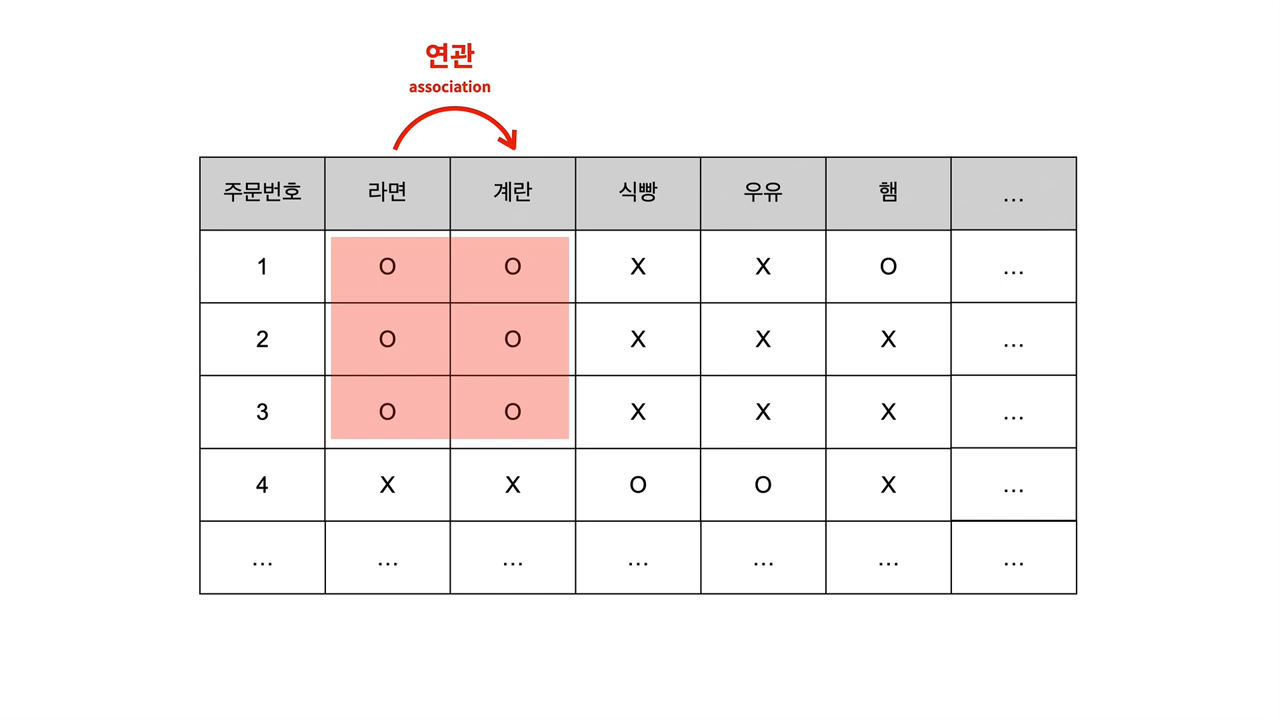 연관
association
주문번호 라면 계란 식빵 우유 햄 ...
1 O O X X O ...
2 O O X X X ...
3 O O X X X ...
4 X X O O X ...
... ... ... ... ... ... ...